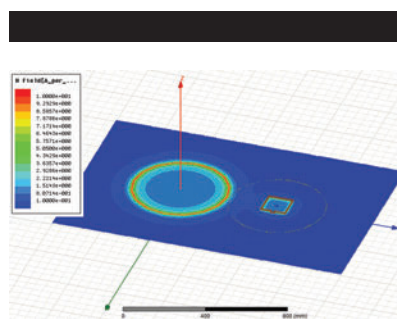 H Field[A_per_...
1.0000e+001
9.2929e+000
8.5857e+000
7.8786e+000
7.1714e+000
6.4643e+000
5.7571e+000
5.0500e+000
4.3429e+000
3.6357e+000
2.9286e+000
2.2214e+000
1.5143e+000
8.0714e-001
1.0000e-001
0
400
800 (mm)